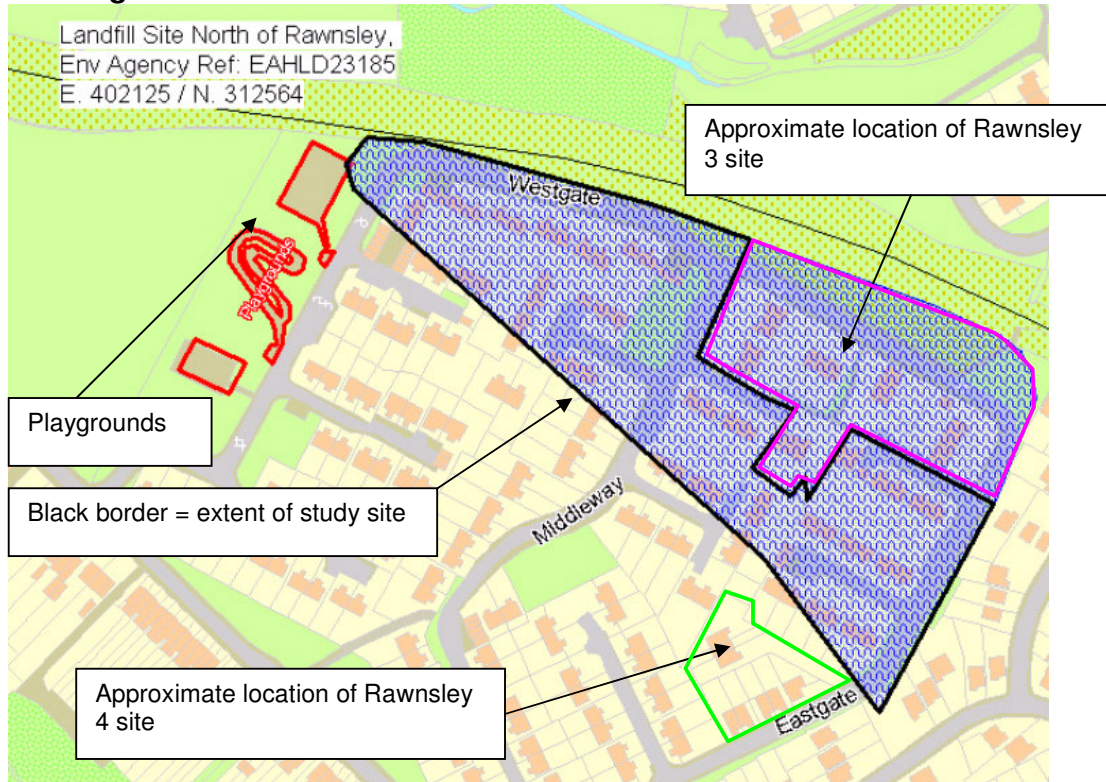 Landfill Site North of Rawnsley,
Env Agency Ref: EAHLD23185
E. 402125 / N. 312564
Approximate location of Rawnsley
3 site
Westgate
Playgrounds
Playgrounds
Black border = extent of study site
Middleway
Approximate location of Rawnsley
4 site
Eastgate